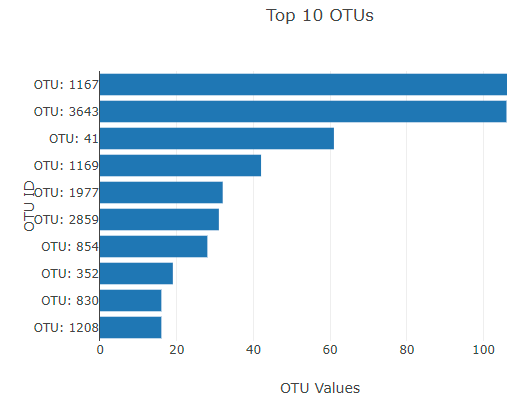 Top 10 OTUs
OTU: 1167
OTU: 3643
OTU: 41
OTU: 1169
OTU: 1977
OTU: 2859
OTU: 854
OTU: 352
OTU: 830
OTU: 1208
OTU ID
0 20 40 60 80 100
OTU Values